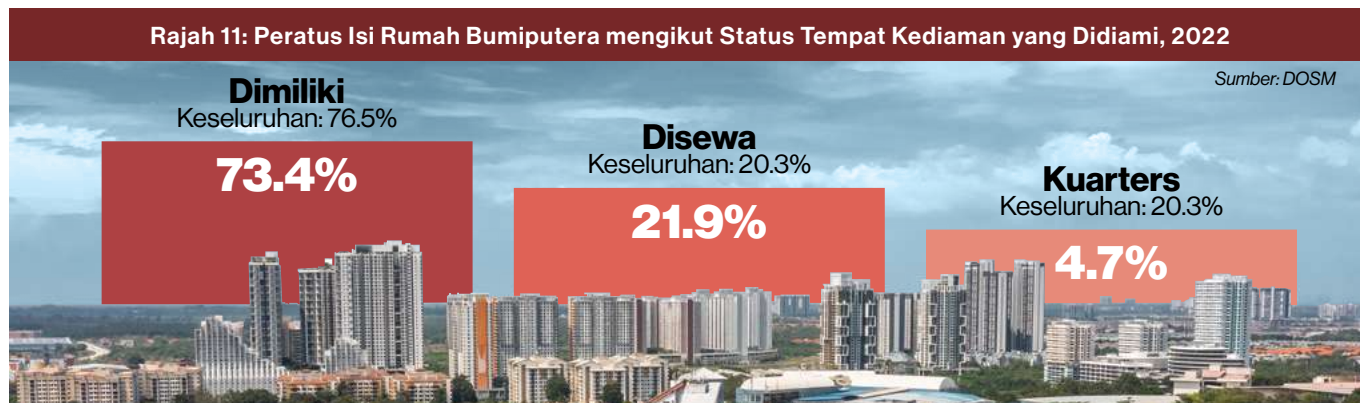 Rajah 11: Peratus Isi Rumah Bumiputera mengikut Status Tempat Kediaman yang Didiami, 2022
Sumber: DOSM
Dimiliki
Keseluruhan: 76.5%
73.4%
Disewa
Keseluruhan: 20.3%
21.9%
Kuarters
Keseluruhan: 20.3%
4.7%